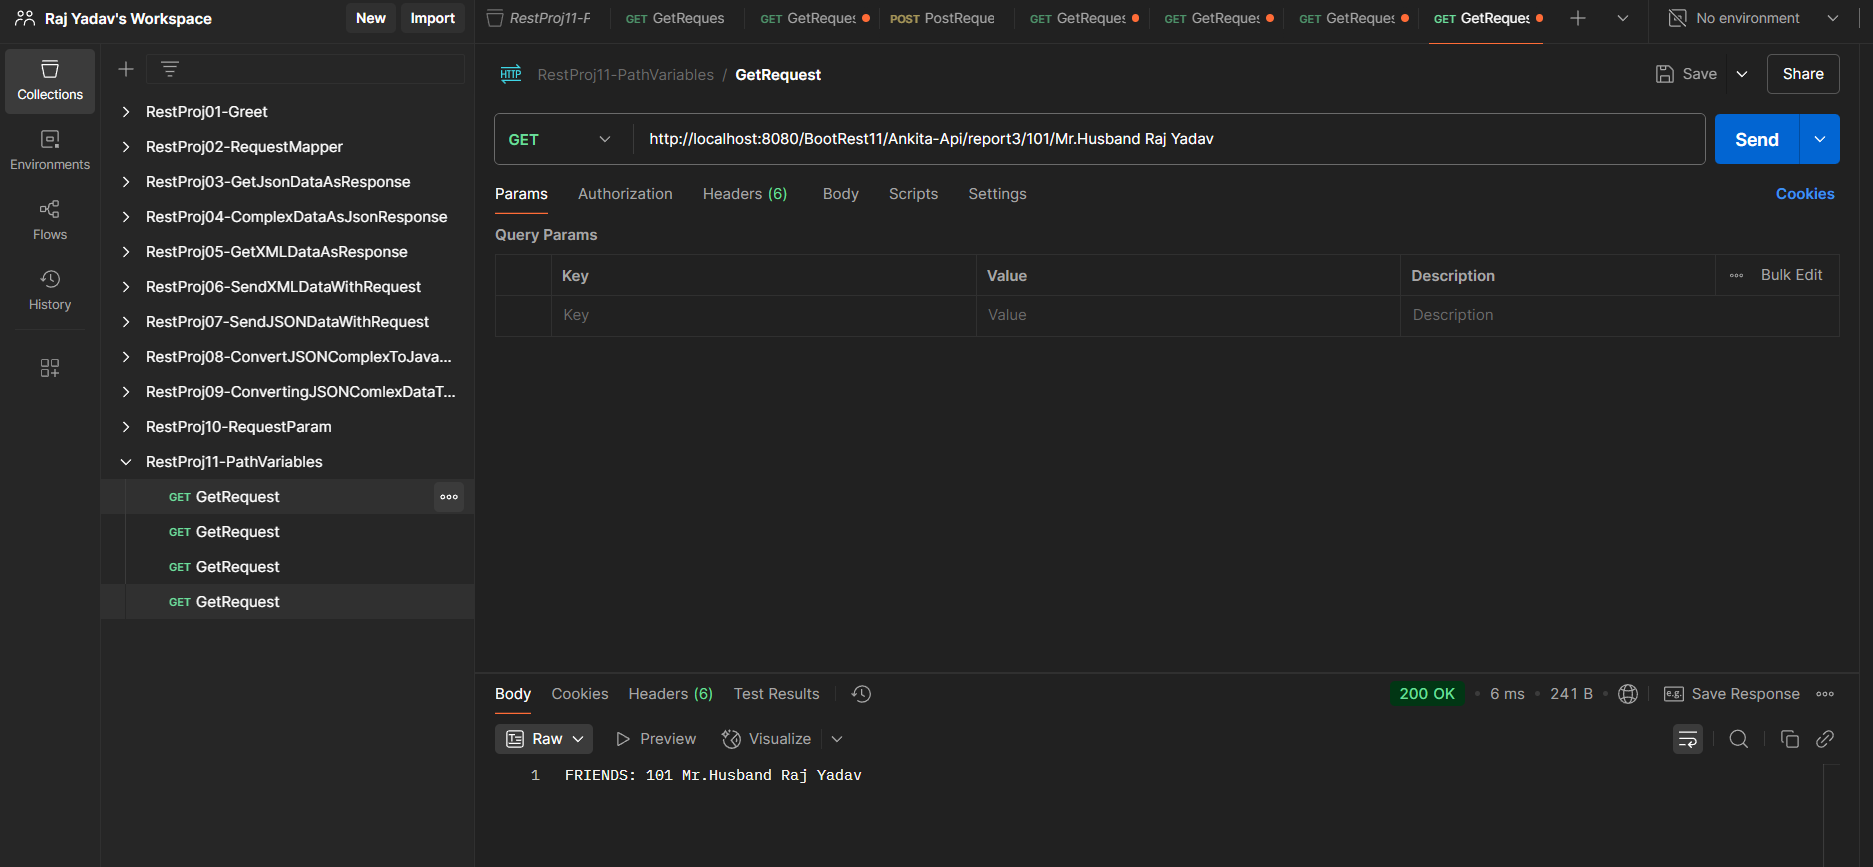 Raj Yadav's Workspace
New
Import
RestProj11-F
GET GetReques
GET GetReques
POST PostReque
GET GetReques
GET GetReques
GET GetReques
GET GetReques
No environment
Collections
Environments
Flows
History
RestProj01-Greet
RestProj02-RequestMapper
RestProj03-GetJsonDataAsResponse
RestProj04-ComplexDataAsJsonResponse
RestProj05-GetXMLDataAsResponse
RestProj06-SendXMLDataWithRequest
RestProj07-SendJSONDataWithRequest
RestProj08-ConvertJSONComplexToJava...
RestProj09-ConvertingJSONComlexDataT...
RestProj10-RequestParam
RestProj11-PathVariables
GET GetRequest
GET GetRequest
GET GetRequest
GET GetRequest
HTTP RestProj11-PathVariables / GetRequest
Save
Share
GET
http://localhost:8080/BootRest11/Ankita-Api/report3/101/Mr.Husband Raj Yadav
Send
Params Authorization Headers (6) Body Scripts Settings
Cookies
Query Params
Key Value Description Bulk Edit
Key Value Description
Body Cookies Headers (6) Test Results
200 OK • 6 ms • 241 B • e.g. Save Response
Raw Preview Visualize
1 FRIENDS: 101 Mr.Husband Raj Yadav